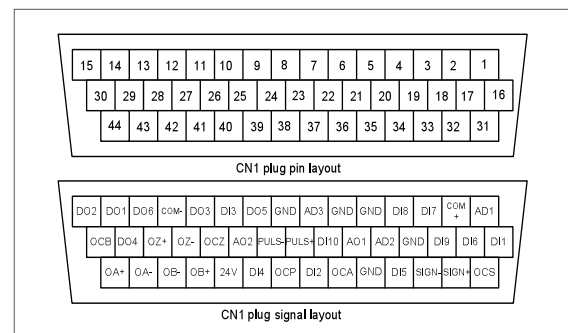 15 14 13 12 11 10 9 8 7 6 5 4 3 2 1
30 29 28 27 26 25 24 23 22 21 20 19 18 17 16
44 43 42 41 40 39 38 37 36 35 34 33 32 31
CN1 plug pin layout
DO2 DO1 DO6 COM- DO3 DI3 DO5 GND AD3 GND GND DI8 DI7 COM+ AD1
OCB DO4 OZ+ OZ- OCZ AO2 PULS- PULS+ DI10 AO1 AD2 GND DI9 DI6 DI1
OA+ OA- OB- OB+ 24V DI4 OCP DI2 OCA GND DI5 SIGN- SIGN+ OCS
CN1 plug signal layout